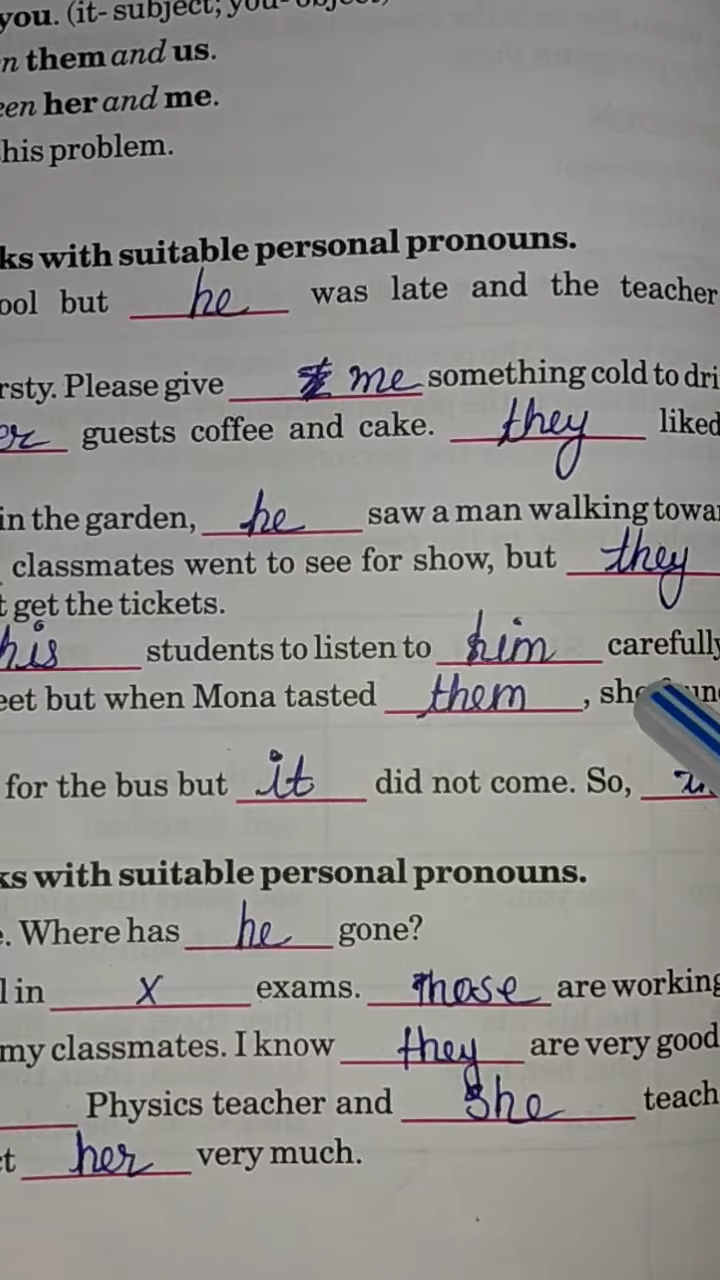 you. (it- subject; you- object)
n them and us.
een her and me.
his problem.
ks with suitable personal pronouns.
ool but he was late and the teacher
rsty. Please give me something cold to dri
er guests coffee and cake. they liked
in the garden, he saw a man walking towar
classmates went to see for show, but they
t get the tickets.
his students to listen to him carefully
eet but when Mona tasted them, she
for the bus but it did not come. So,
ks with suitable personal pronouns.
e. Where has he gone?
l in X exams. Those are working
my classmates. I know they are very good
Physics teacher and She teach
ct her very much.